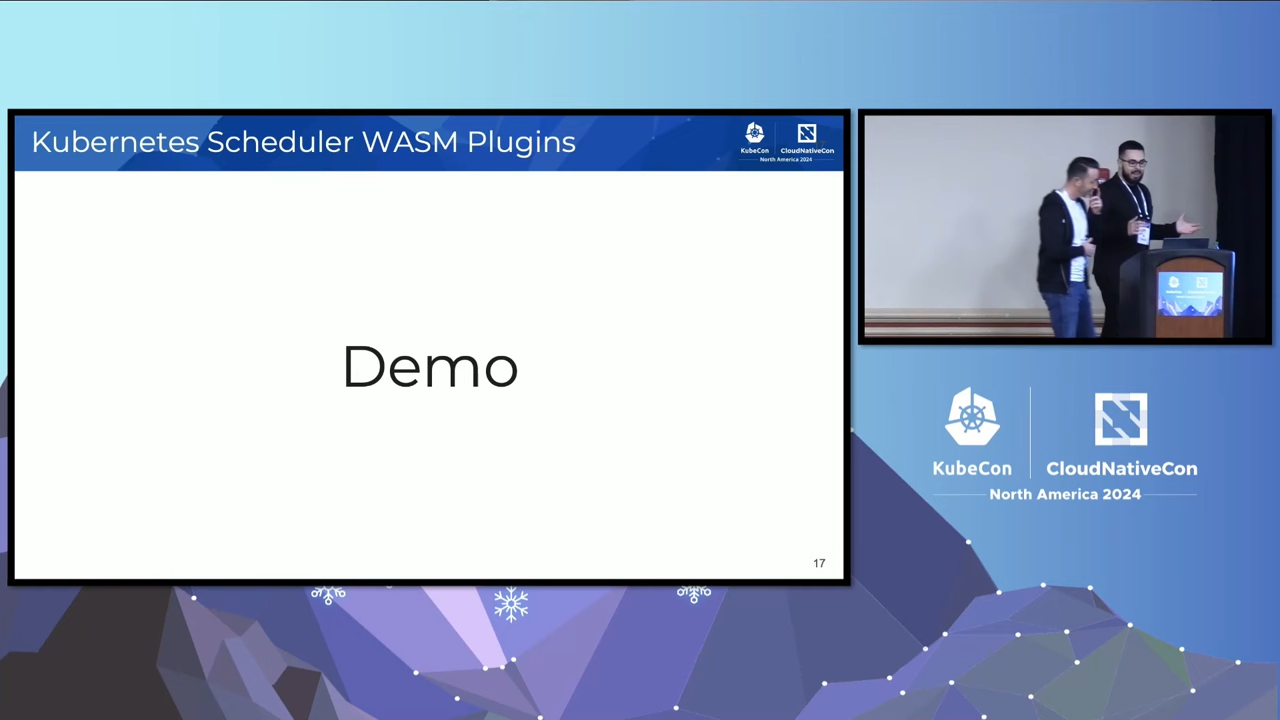 Kubernetes Scheduler WASM Plugins
KubeCon
CloudNativeCon
North America 2024
Demo
17
KubeCon
CloudNativeCon
North America 2024